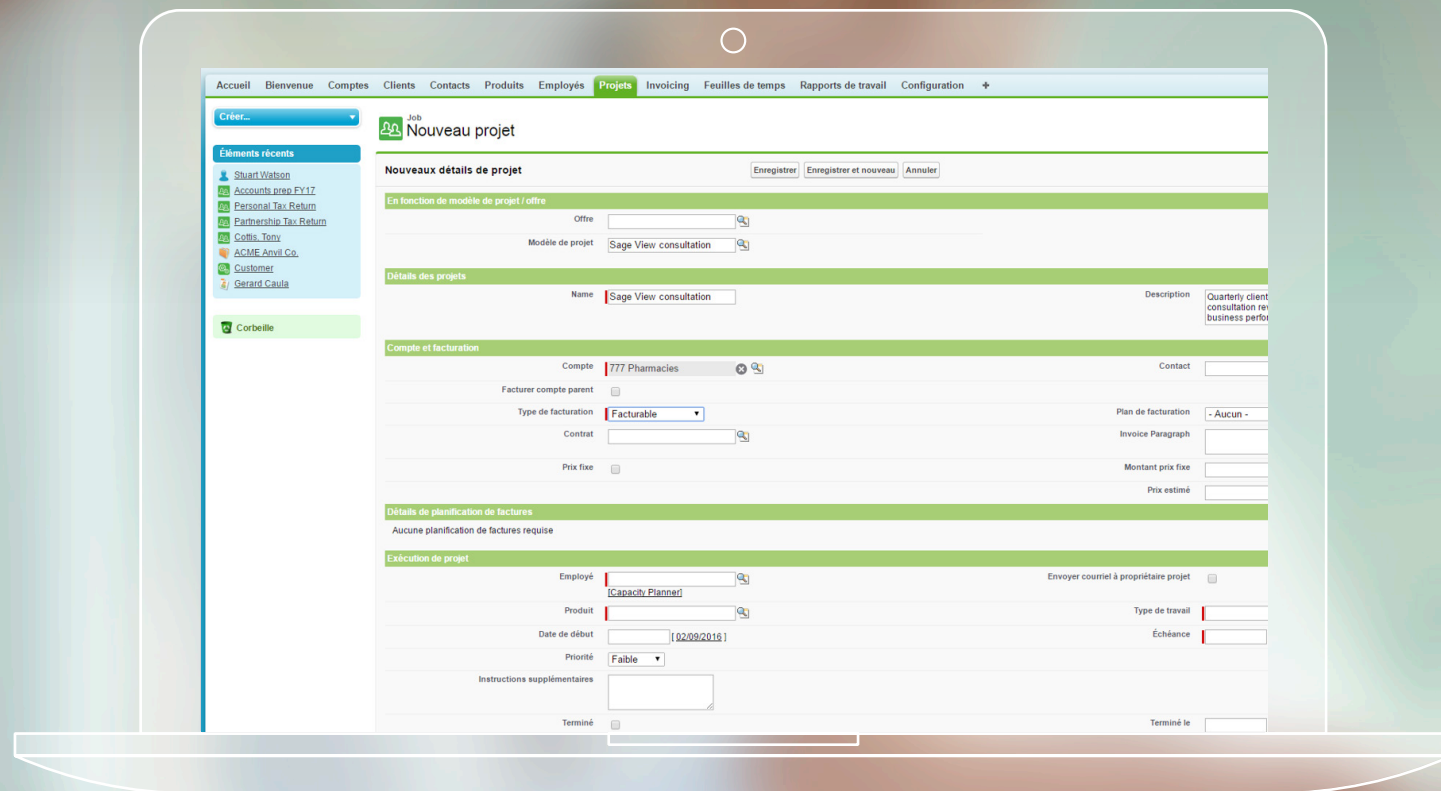 Accueil Bienvenue Comptes Clients Contacts Produits Employés Projets Invoicing Feuilles de temps Rapports de travail Configuration +
Créer...
Job
Nouveau projet
Éléments récents
Stuart Watson
Accounts prep FY17
Personal Tax Return
Partnership Tax Return
Cottis, Tony
ACME Anvil Co.
Customer
Gerard Caula
Corbeille
Nouveaux détails de projet Enregistrer Enregistrer et nouveau Annuler
En fonction de modèle de projet / offre
Offre
Modèle de projet Sage View consultation
Détails des projets
Name Sage View consultation
Description Quarterly client
consultation re
business perfo
Compte et facturation
Compte 777 Pharmacies Contact
Facturer compte parent
Type de facturation Facturable Plan de facturation - Aucun -
Contrat Invoice Paragraph
Prix fixe Montant prix fixe
Prix estimé
Détails de planification de factures
Aucune planification de factures requise
Exécution de projet
Employé Envoyer courriel à propriétaire projet
[Capacity Planner]
Produit Type de travail
Date de début [ 02/09/2016 ] Échéance
Priorité Faible
Instructions supplémentaires
Terminé Terminé le